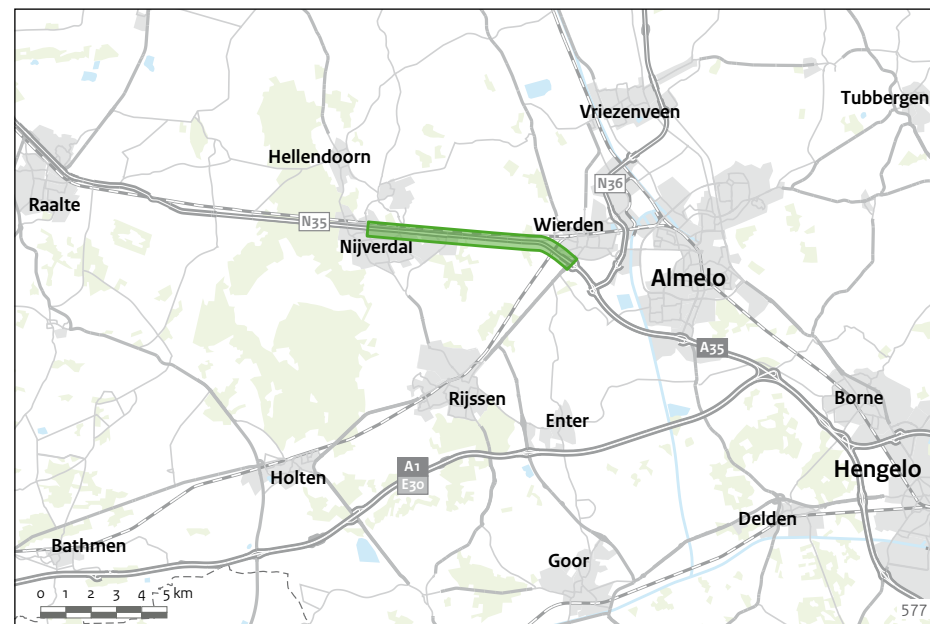 Tubbergen
Vriezenveen
Hellendoorn
N36
Raalte
N35
Wierden
Nijverdal
Almelo
A35
Rijssen
Borne
Enter
A1
E30
Holten
Hengelo
Delden
Bathmen
Goor
0 1 2 3 4 5 km
577